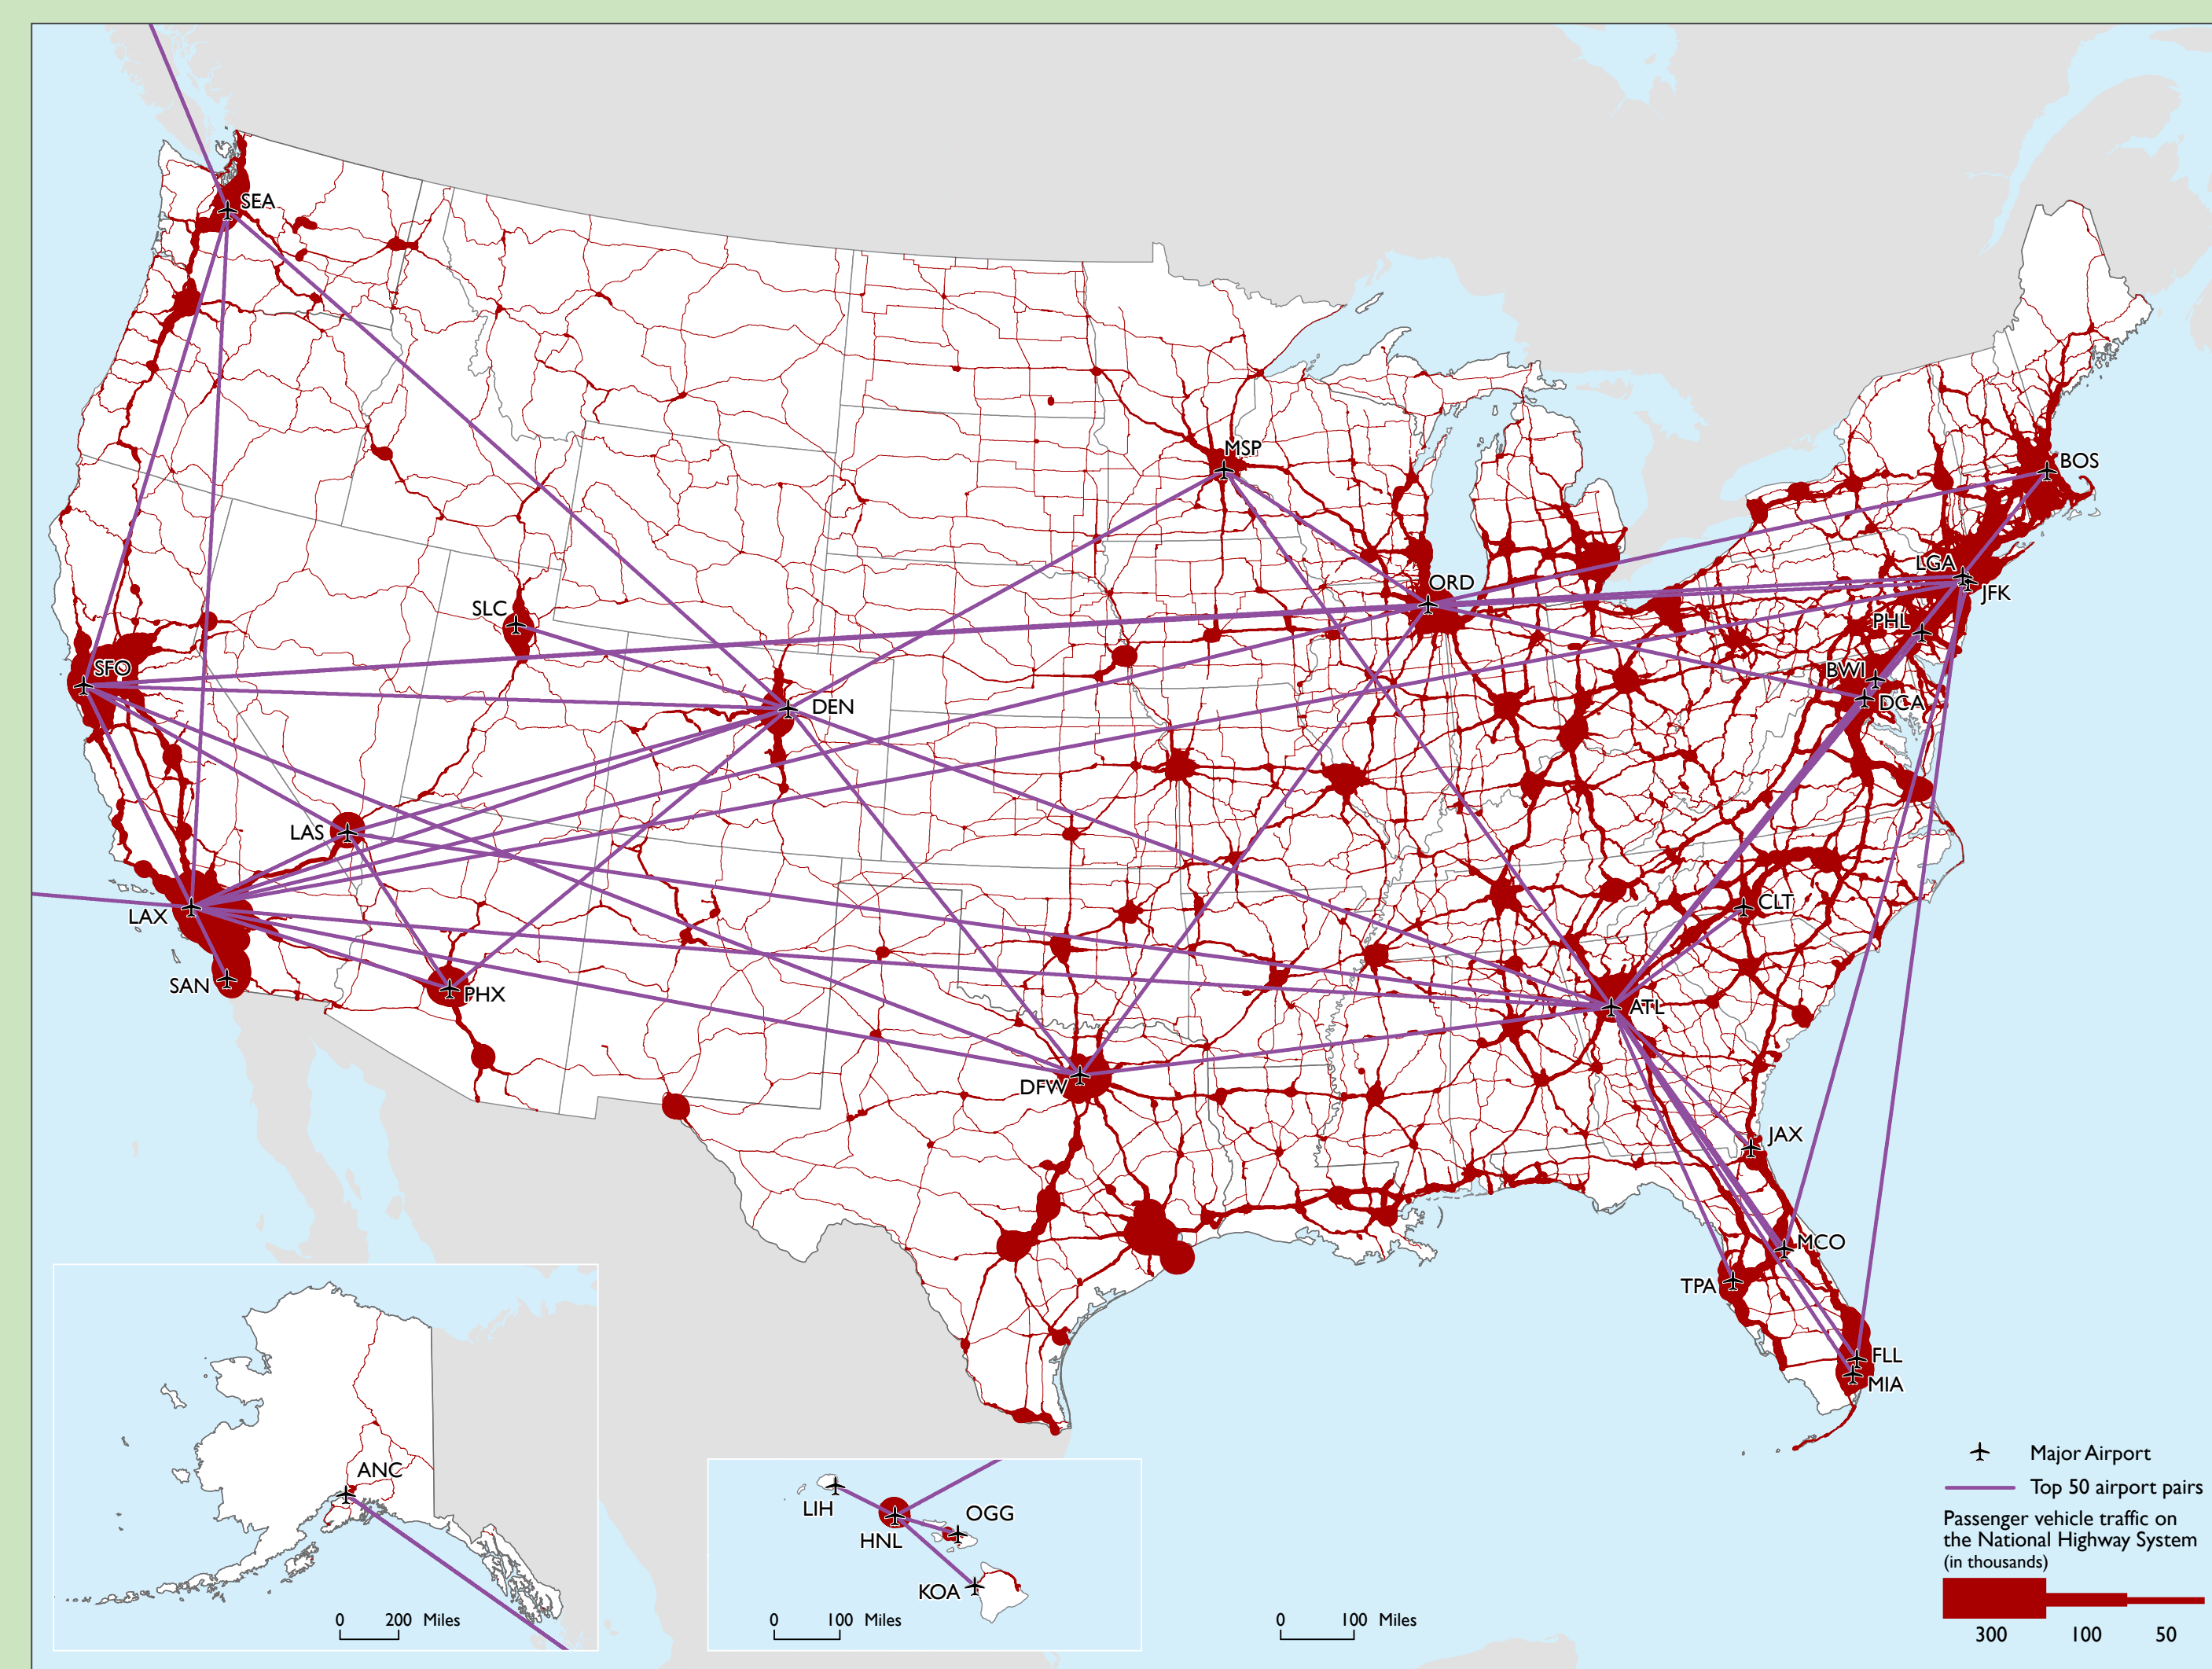 SEA
MSP
BOS
LGA
ORD
JFK
SLC
PHL
SFO
BWI
DCA
DEN
LAS
CLT
LAX
SAN
PHX
ATL
DFW
JAX
MCO
TPA
FLL
MIA
ANC
0 200 Miles
LIH
OGG
HNL
KOA
0 100 Miles
0 100 Miles
Major Airport
Top 50 airport pairs
Passenger vehicle traffic on
the National Highway System
(in thousands)
300 100 50